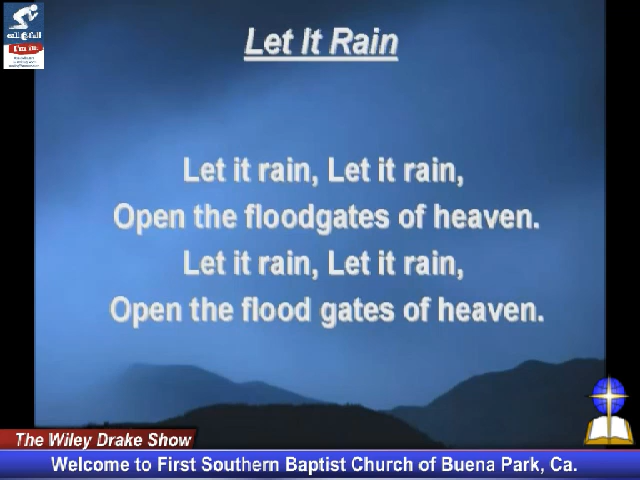 Let It Rain
Let it rain, Let it rain,
Open the floodgates of heaven.
Let it rain, Let it rain,
Open the flood gates of heaven.
The Wiley Drake Show
Welcome to First Southern Baptist Church of Buena Park, Ca.
I'm in.